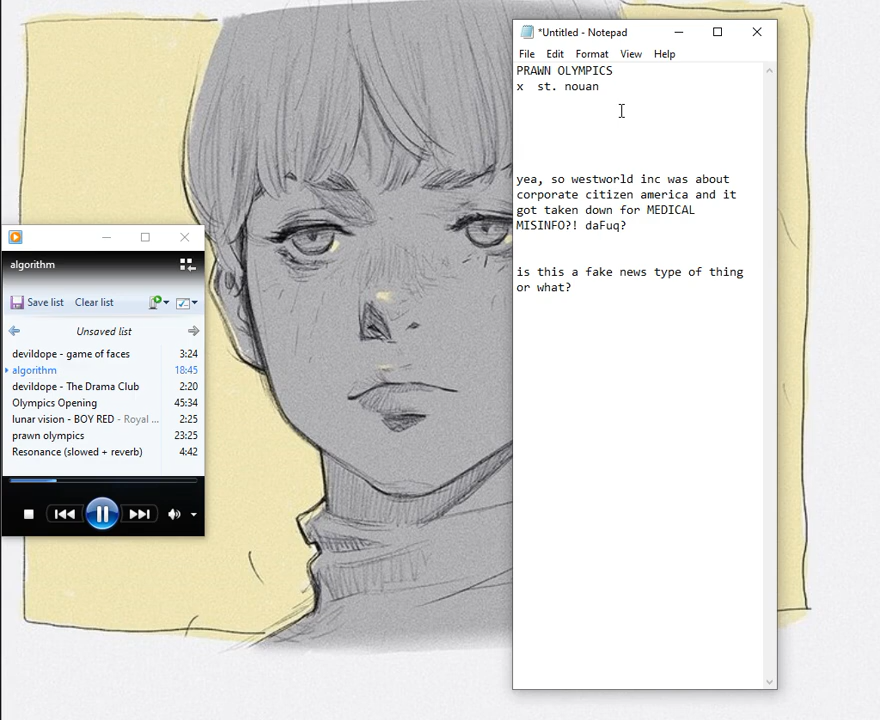 *Untitled - Notepad
File Edit Format View Help
PRAWN OLYMPICS
x  st. nouan
yea, so westworld inc was about
corporate citizen america and it
got taken down for MEDICAL
MISINFO?! daFuq?
is this a fake news type of thing
or what?
algorithm
Save list Clear list
Unsaved list
devildope - game of faces 3:24
algorithm 18:45
devildope - The Drama Club 2:20
Olympics Opening 45:34
lunar vision - BOY RED - Royal ... 2:25
prawn olympics 23:25
Resonance (slowed + reverb) 4:42